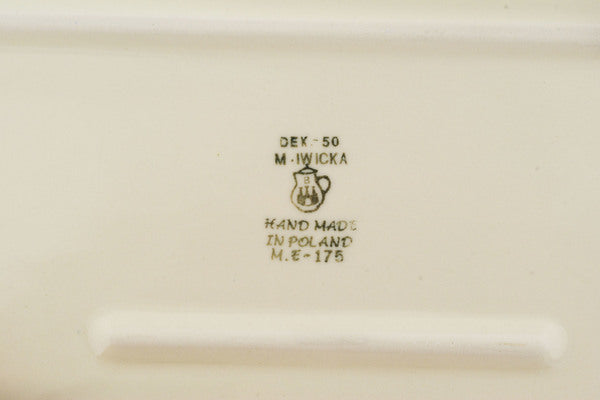 DEK.-50
M.IWICKA
B
HAND MADE
IN POLAND
M.E-175